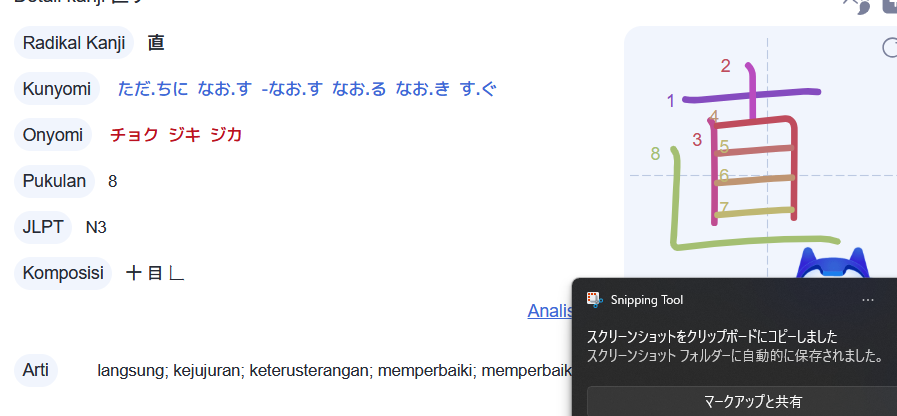 Detail kanji 直す
Radikal Kanji 直
Kunyomi ただ.ちに なお.す -なお.す なお.る なお.き す.ぐ
Onyomi チョク ジキ ジカ
Pukulan 8
JLPT N3
Komposisi 十 目 𠃊
Analis
Arti langsung; kejujuran; keterusterangan; memperbaiki; memperbaik
1
2
3
4
5
6
7
8
Snipping Tool
スクリーンショットをクリップボードにコピーしました
スクリーンショット フォルダーに自動的に保存されました。
マークアップと共有